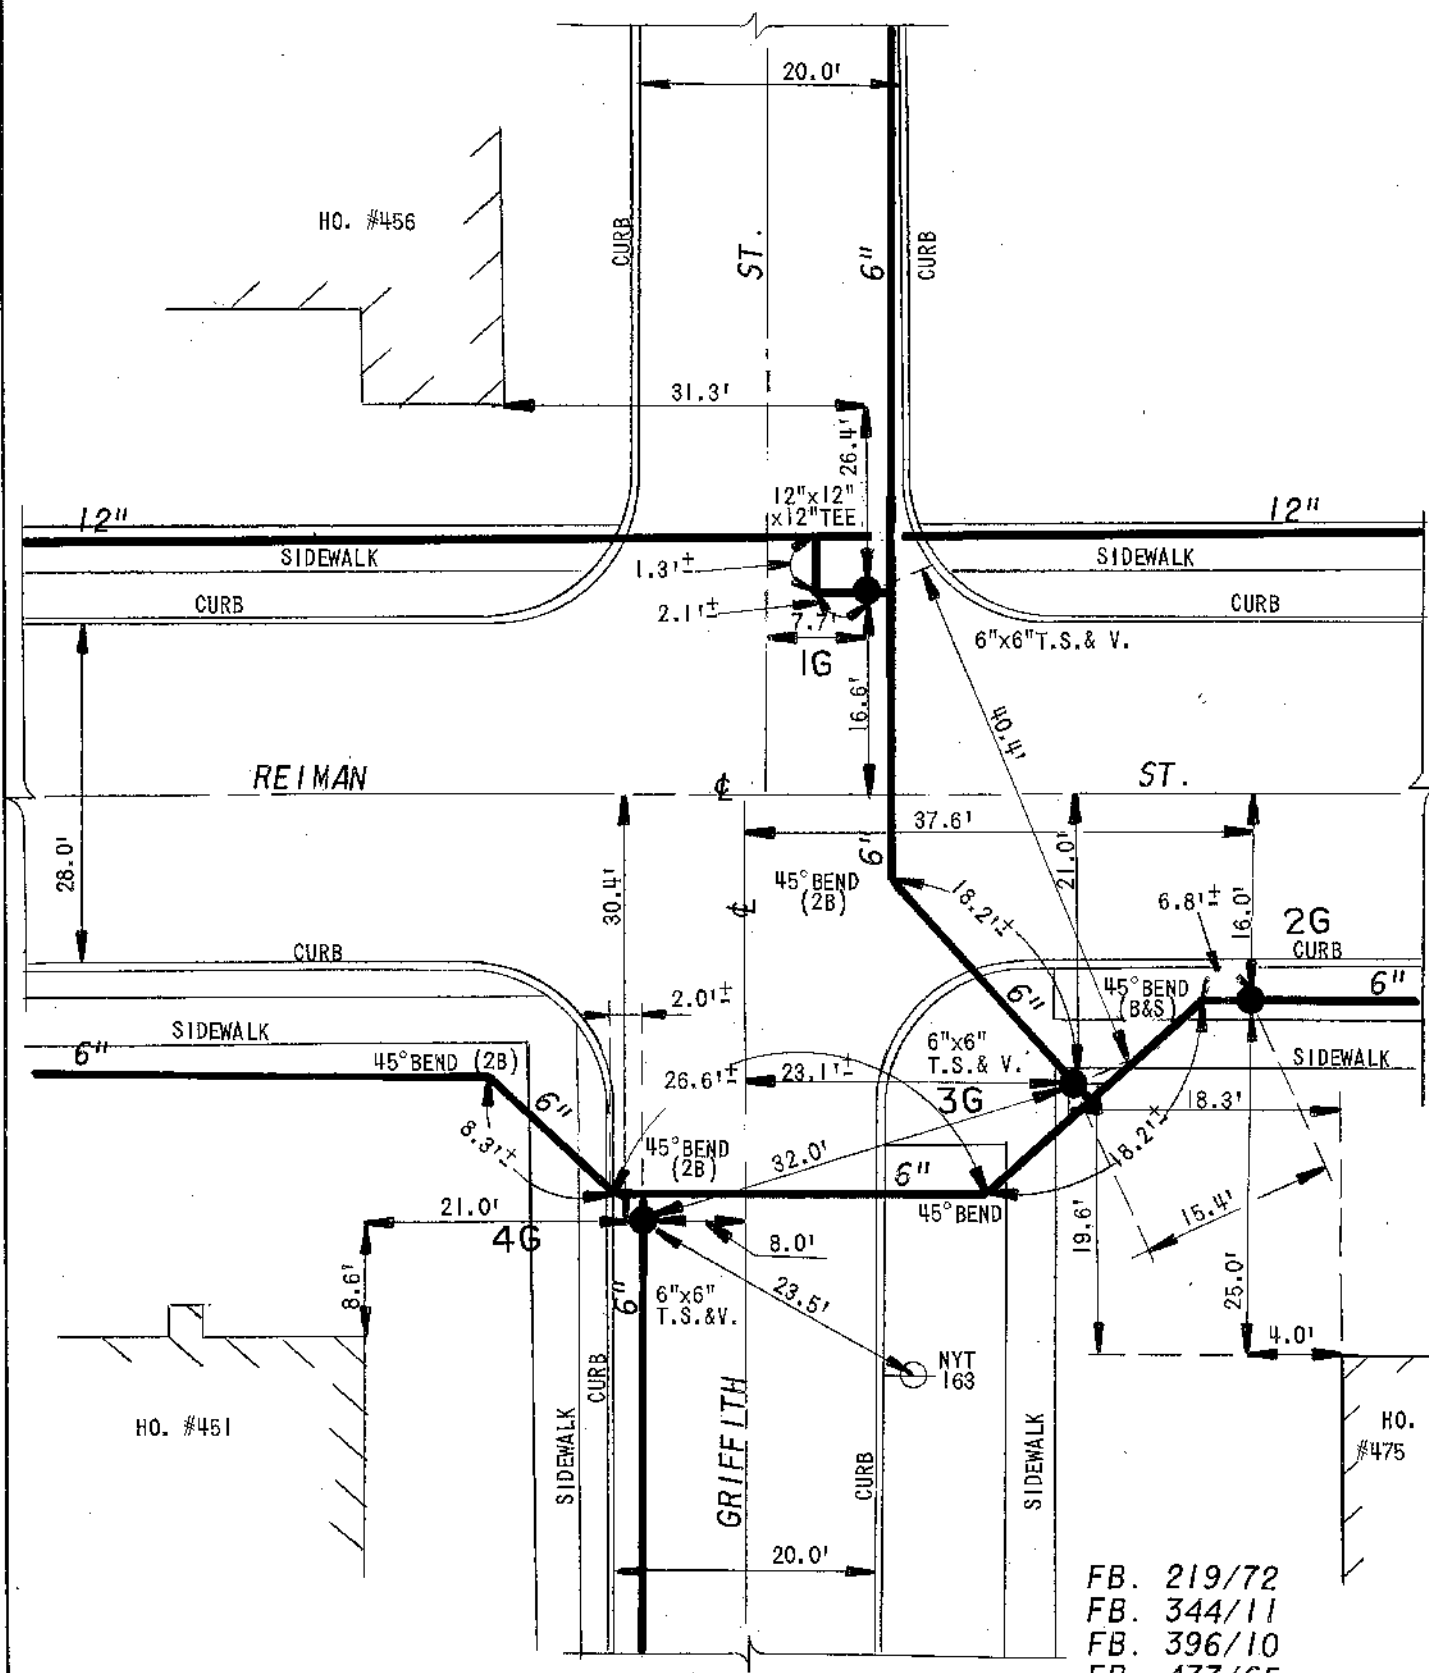 20.0'
HO. #456
CURB
ST.
6"
CURB
31.3'
26.4'
12"x12"
x12"TEE
12"
12"
SIDEWALK
SIDEWALK
1.3'±
CURB
CURB
2.1'±
7.7'
6"x6"T.S.& V.
1G
16.6'
40.4'
REIMAN
℄
ST.
37.6'
28.0'
30.4'
6"
21.0'
45°BEND
(2B)
℄
18.2'±
6.8'±
16.0'
2G
CURB
CURB
45°BEND
(B&S)
6"
6"
2.0'±
SIDEWALK
6"
45°BEND (2B)
6"x6"
T.S.& V.
SIDEWALK
26.6'±
23.1'±
3G
18.3'
6"
8.3'±
45°BEND
(2B)
32.0'
18.2'±
6"
21.0'
4G
45°BEND
15.4'
8.0'
19.6'
8.6'
6"
6"x6"
T.S.&V.
23.5'
25.0'
4.0'
NYT
163
HO. #451
CURB
SIDEWALK
GRIFFITH
CURB
SIDEWALK
HO.
#475
20.0'
FB. 219/72
FB. 344/11
FB. 396/10
FB. 433/65